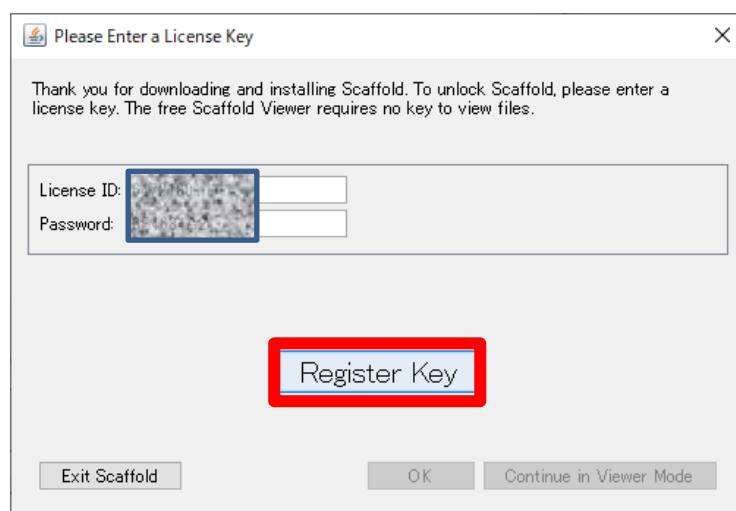 Please Enter a License Key
Thank you for downloading and installing Scaffold. To unlock Scaffold, please enter a
license key. The free Scaffold Viewer requires no key to view files.
License ID:
Password:
Register Key
Exit Scaffold
OK
Continue in Viewer Mode